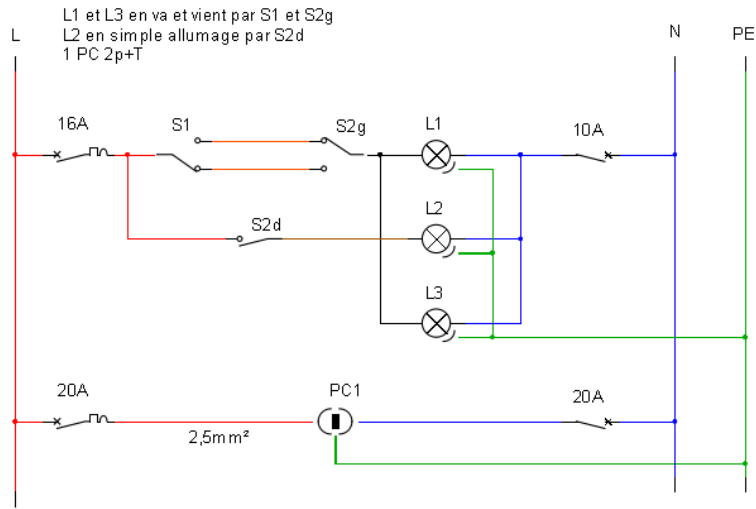 L1 et L3 en va et vient par S1 et S2g
L2 en simple allumage par S2d
1 PC 2p+T
L
N
PE
16A
S1
S2g
L1
10A
S2d
L2
L3
20A
PC1
20A
2,5mm²